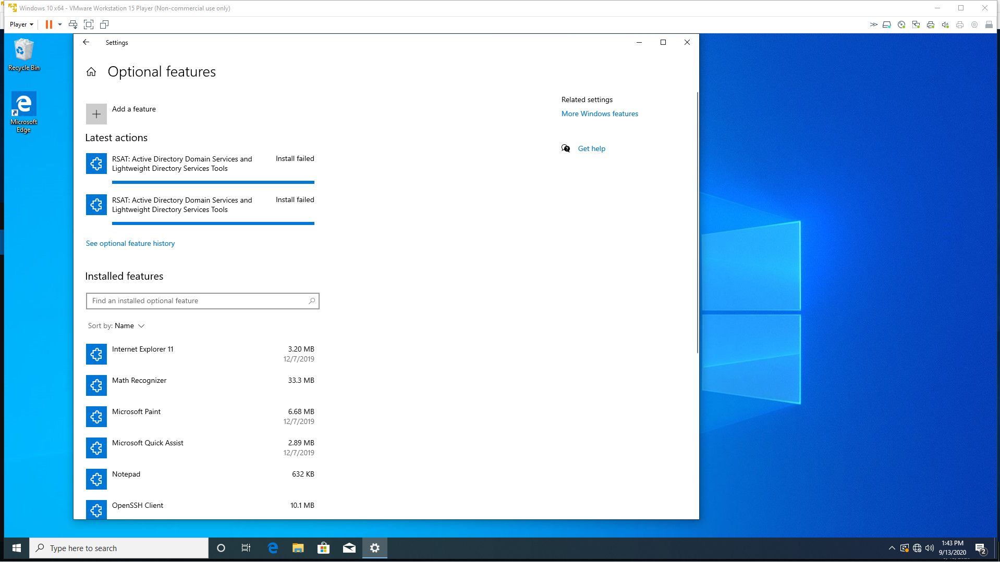 Windows 10 x64 - VMware Workstation 15 Player (Non-commercial use only)
Player
Recycle Bin
Microsoft
Edge
Settings
Optional features
Add a feature
Latest actions
RSAT: Active Directory Domain Services and
Lightweight Directory Services Tools
Install failed
RSAT: Active Directory Domain Services and
Lightweight Directory Services Tools
Install failed
See optional feature history
Installed features
Find an installed optional feature
Sort by: Name
Internet Explorer 11
3.20 MB
12/7/2019
Math Recognizer
33.3 MB
Microsoft Paint
6.68 MB
12/7/2019
Microsoft Quick Assist
2.89 MB
12/7/2019
Notepad
632 KB
OpenSSH Client
10.1 MB
Related settings
More Windows features
Get help
Type here to search
1:43 PM
9/13/2020
2